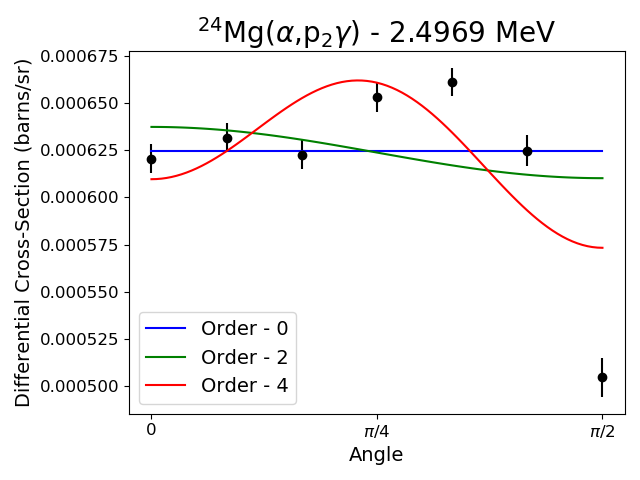 ²⁴Mg(α,p₂γ) - 2.4969 MeV
Differential Cross-Section (barns/sr)
0.000675
0.000650
0.000625
0.000600
0.000575
0.000550
0.000525
0.000500
Order - 0
Order - 2
Order - 4
0 π/4 π/2
Angle